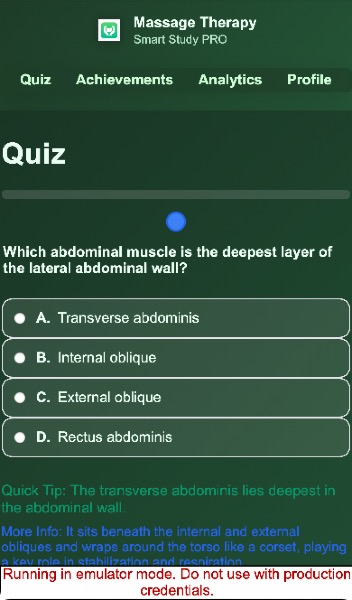 Massage Therapy
Smart Study PRO
Quiz Achievements Analytics Profile
Quiz
Which abdominal muscle is the deepest layer of
the lateral abdominal wall?
A. Transverse abdominis
B. Internal oblique
C. External oblique
D. Rectus abdominis
Quick Tip: The transverse abdominis lies deepest in
the abdominal wall.
More Info: It sits beneath the internal and external
obliques and wraps around the torso like a corset, playing
a key role in stabilization and respiration.
Running in emulator mode. Do not use with production
credentials.